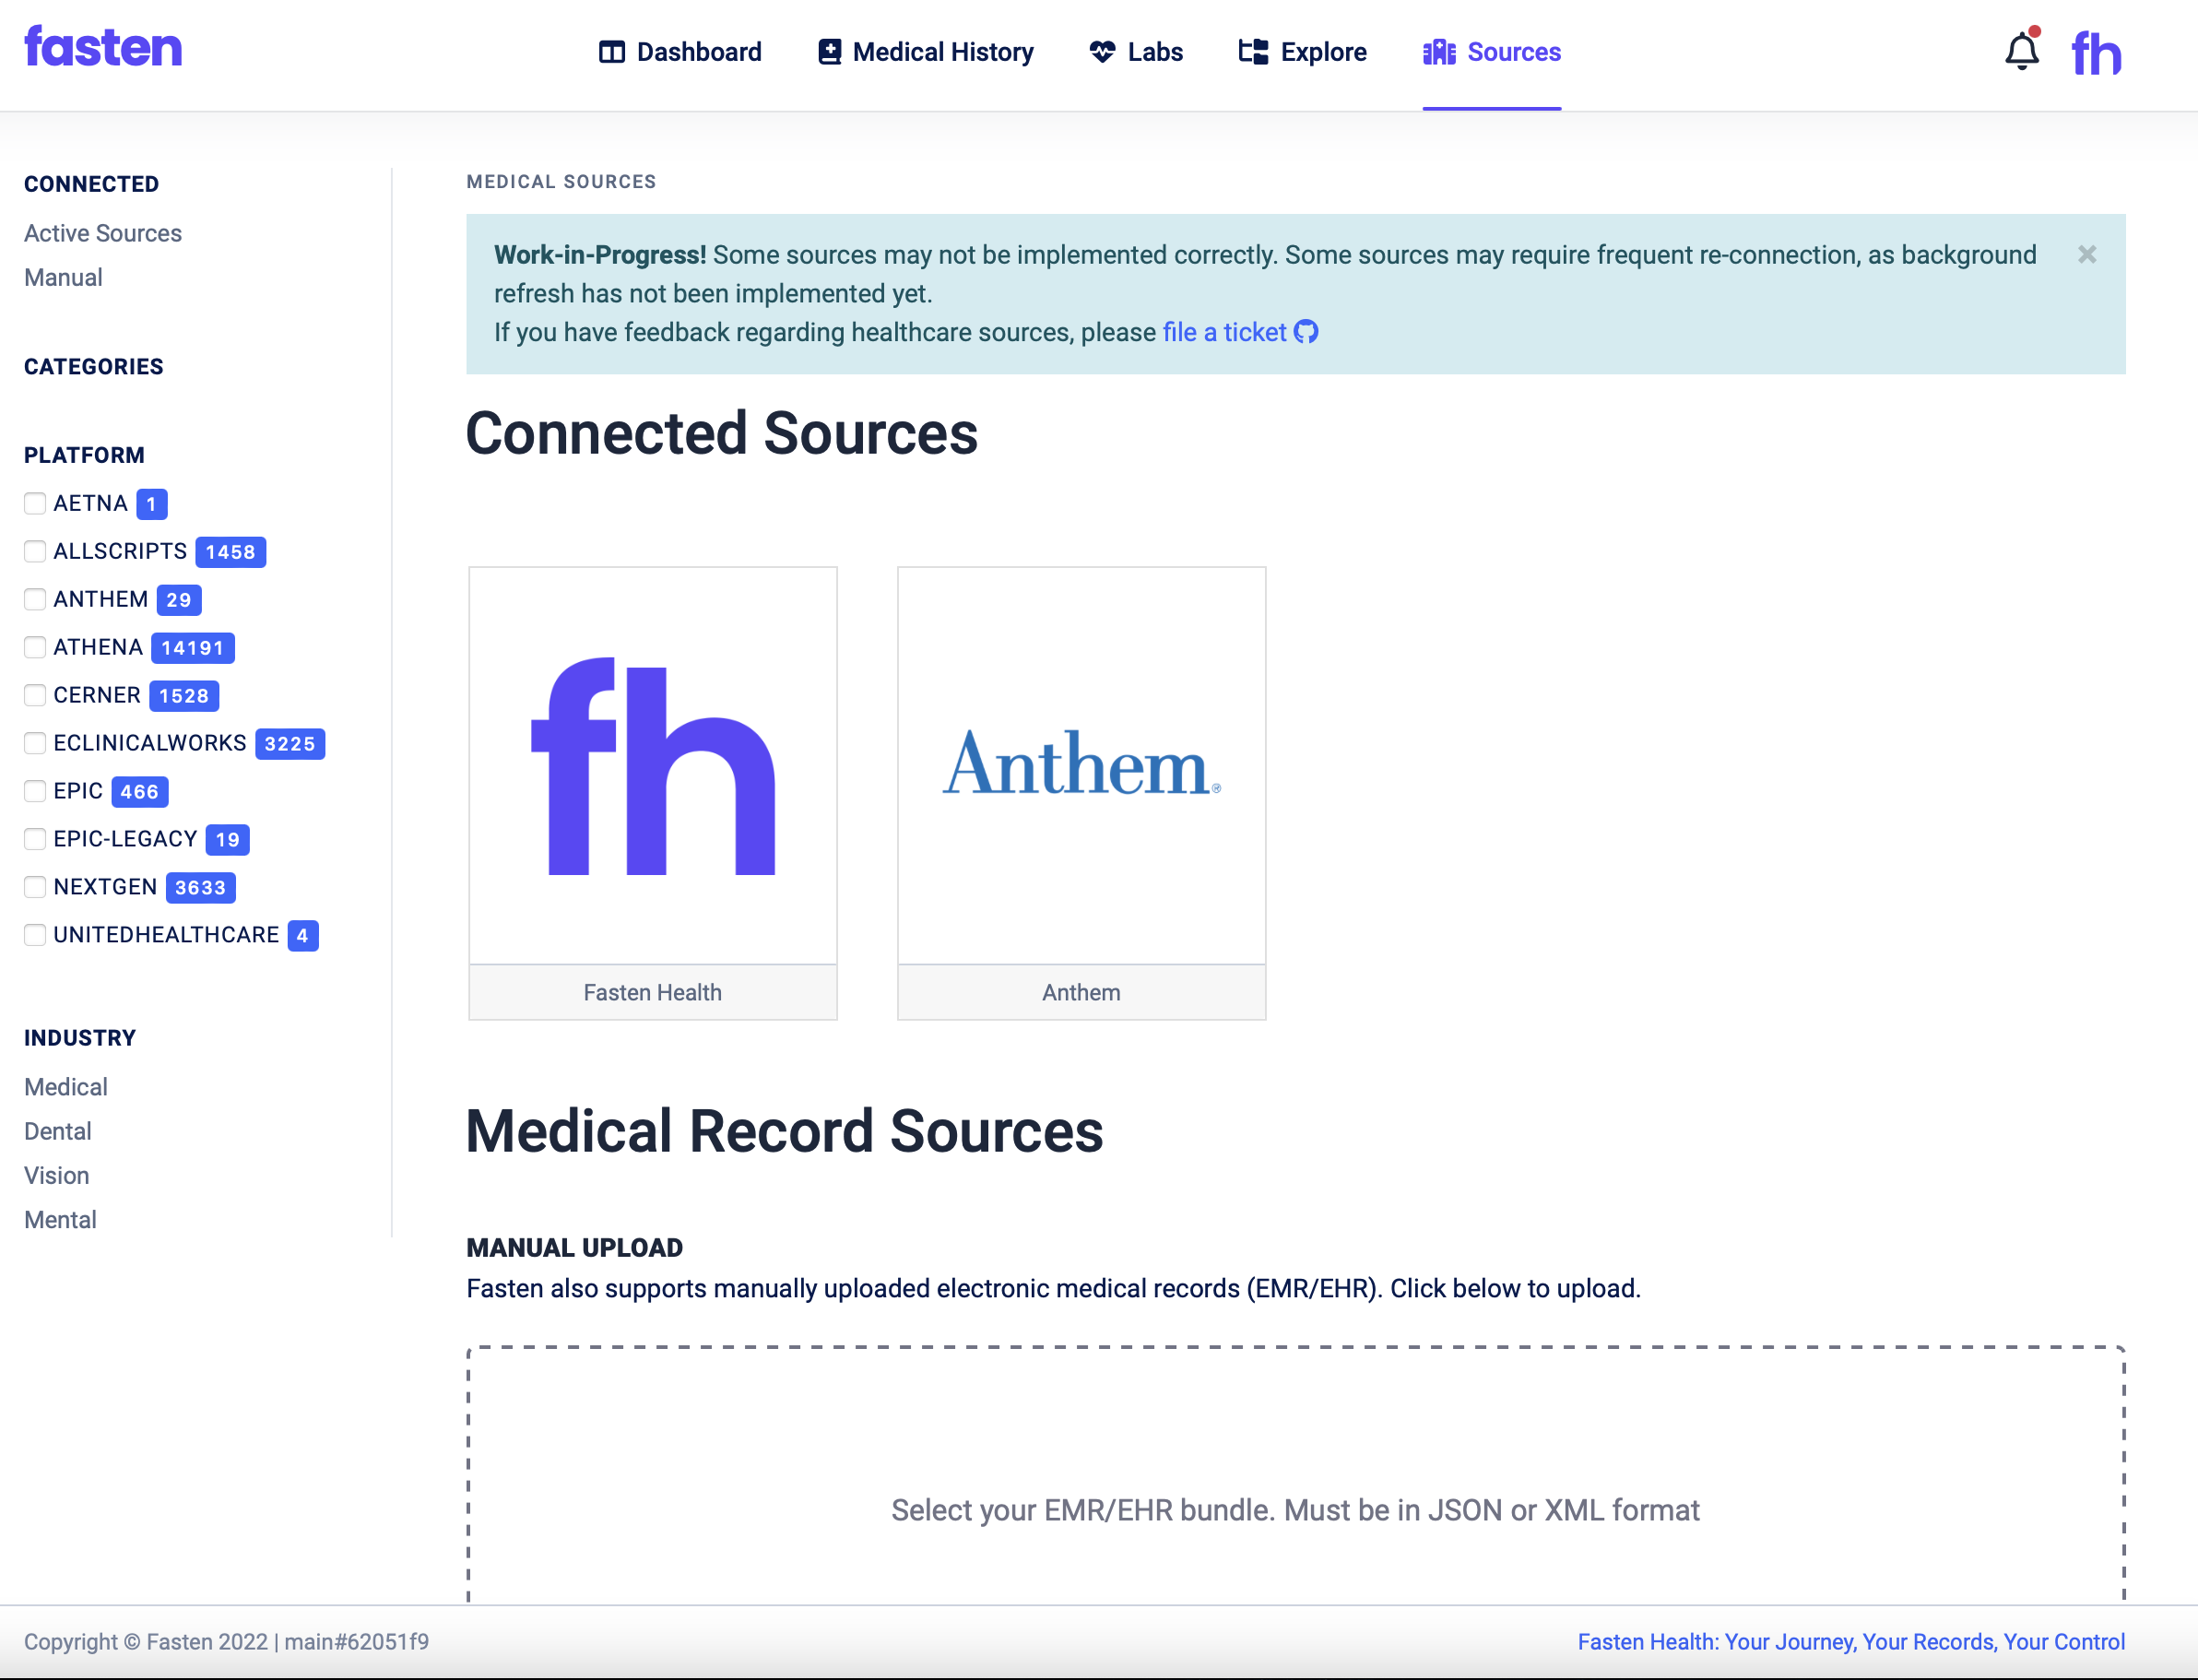 fasten
Dashboard
Medical History
Labs
Explore
Sources
fh
CONNECTED
Active Sources
Manual
CATEGORIES
PLATFORM
AETNA 1
ALLSCRIPTS 1458
ANTHEM 29
ATHENA 14191
CERNER 1528
ECLINICALWORKS 3225
EPIC 466
EPIC-LEGACY 19
NEXTGEN 3633
UNITEDHEALTHCARE 4
INDUSTRY
Medical
Dental
Vision
Mental
MEDICAL SOURCES
Work-in-Progress! Some sources may not be implemented correctly. Some sources may require frequent re-connection, as background
refresh has not been implemented yet.
If you have feedback regarding healthcare sources, please file a ticket
×
Connected Sources
fh
Fasten Health
Anthem®
Anthem
Medical Record Sources
MANUAL UPLOAD
Fasten also supports manually uploaded electronic medical records (EMR/EHR). Click below to upload.
Select your EMR/EHR bundle. Must be in JSON or XML format
Copyright © Fasten 2022 | main#62051f9
Fasten Health: Your Journey, Your Records, Your Control